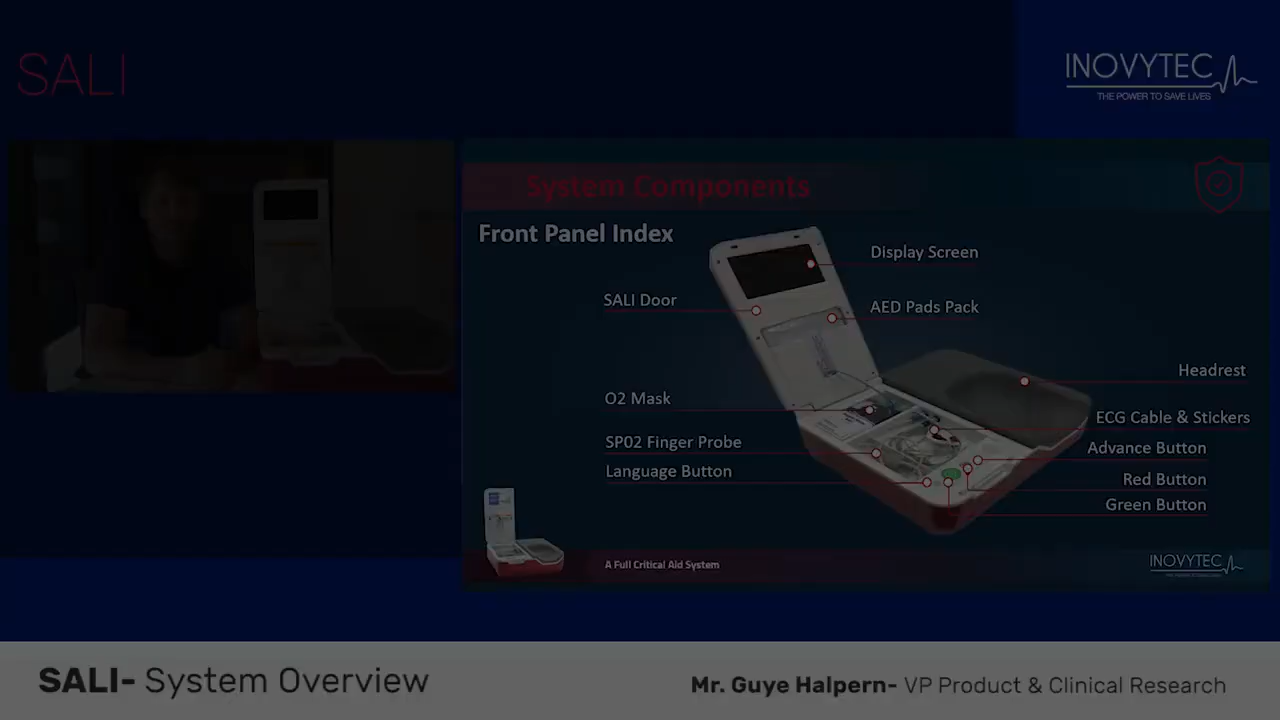 SALI
INOVYTEC
THE POWER TO SAVE LIVES
System Components
Front Panel Index
Display Screen
SALI Door
AED Pads Pack
Headrest
O2 Mask
ECG Cable & Stickers
SP02 Finger Probe
Advance Button
Language Button
Red Button
Green Button
A Full Critical Aid System
INOVYTEC
SALI- System Overview
Mr. Guye Halpern- VP Product & Clinical Research